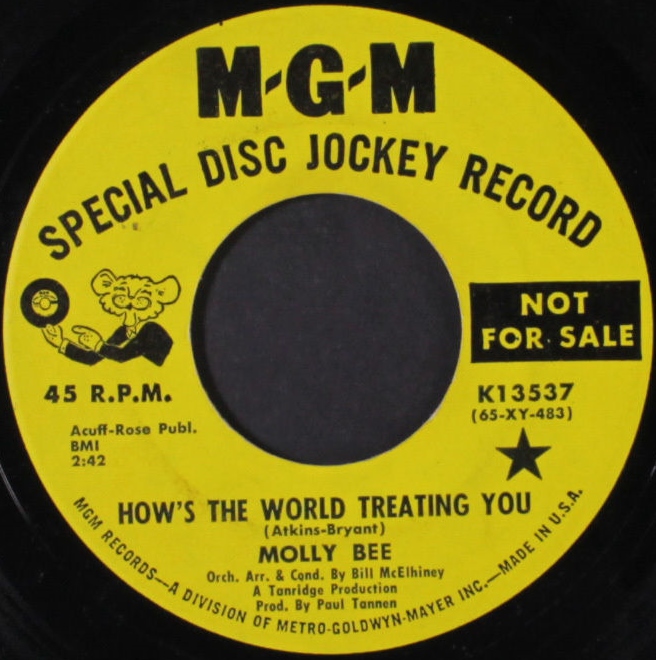 M-G-M
SPECIAL DISC JOCKEY RECORD
NOT
FOR SALE
45 R.P.M.
K13537
(65-XY-483)
Acuff-Rose Publ.
BMI
2:42
HOW'S THE WORLD TREATING YOU
(Atkins-Bryant)
MOLLY BEE
Orch. Arr. & Cond. By Bill McElhiney
A Tanridge Production
Prod. By Paul Tannen
MGM RECORDS—A DIVISION OF METRO-GOLDWYN-MAYER INC.—MADE IN U.S.A.